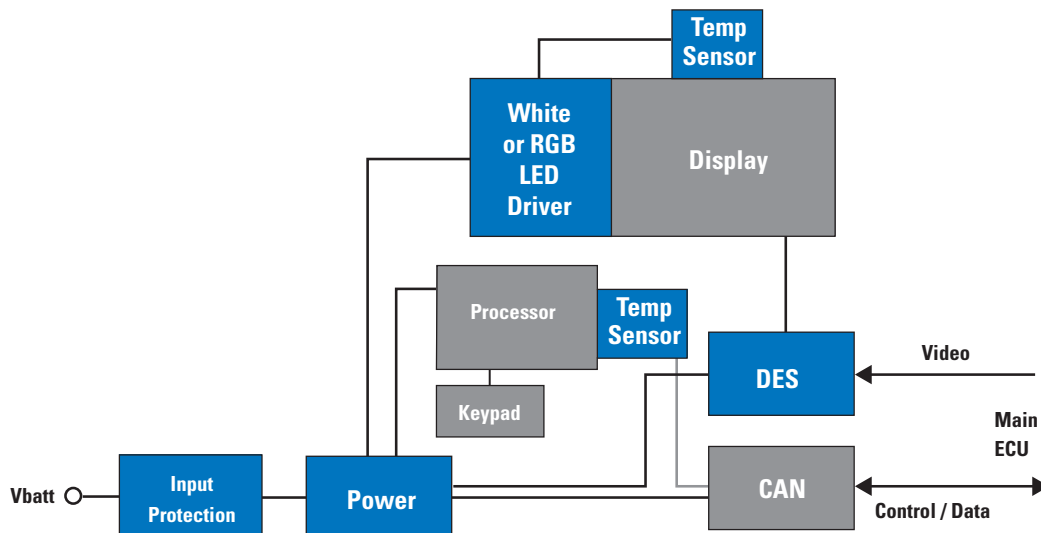 Temp
Sensor
White
or RGB
LED
Driver
Display
Processor
Temp
Sensor
Keypad
DES
Video
Main
ECU
CAN
Control / Data
Vbatt
Input
Protection
Power